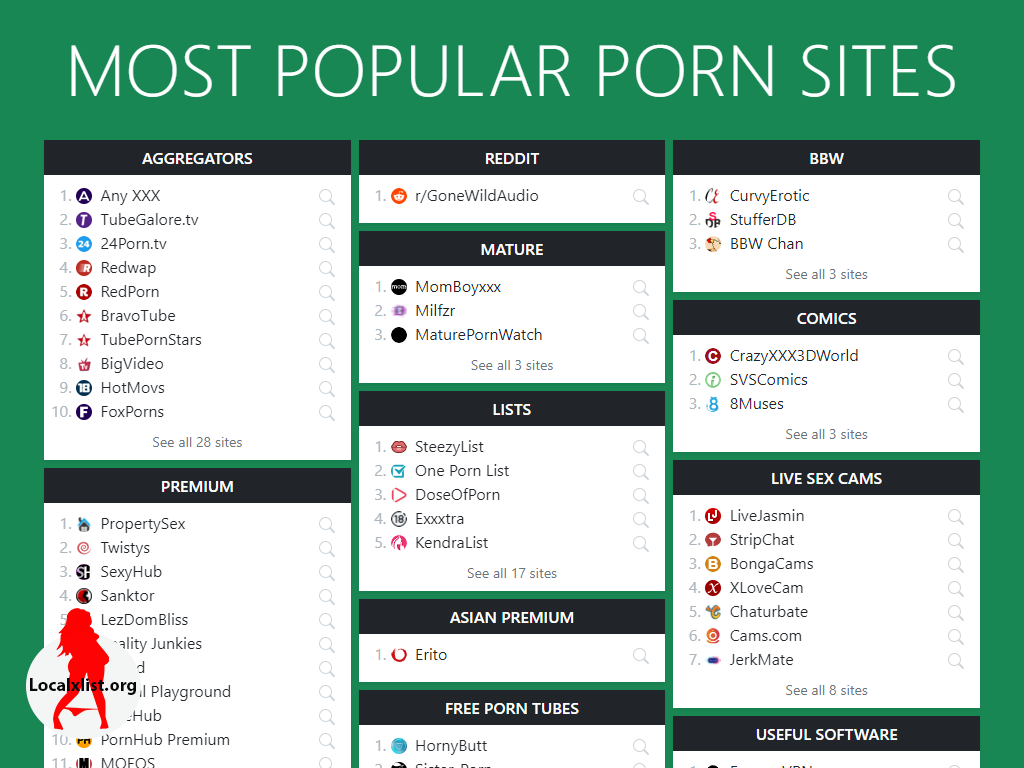 MOST POPULAR PORN SITES
AGGREGATORS
1. Any XXX
2. TubeGalore.tv
3. 24Porn.tv
4. Redwap
5. RedPorn
6. BravoTube
7. TubePornStars
8. BigVideo
9. HotMovs
10. FoxPorns
See all 28 sites
PREMIUM
1. PropertySex
2. Twistys
3. SexyHub
4. Sanktor
5. LezDomBliss
ality Junkies
d
l Playground
eHub
10. PornHub Premium
11. MOFOS
Localxlist.org
REDDIT
1. r/GoneWildAudio
MATURE
1. MomBoyxxx
2. Milfzr
3. MaturePornWatch
See all 3 sites
LISTS
1. SteezyList
2. One Porn List
3. DoseOfPorn
4. Exxxtra
5. KendraList
See all 17 sites
ASIAN PREMIUM
1. Erito
FREE PORN TUBES
1. HornyButt
BBW
1. CurvyErotic
2. StufferDB
3. BBW Chan
See all 3 sites
COMICS
1. CrazyXXX3DWorld
2. SVSComics
3. 8Muses
See all 3 sites
LIVE SEX CAMS
1. LiveJasmin
2. StripChat
3. BongaCams
4. XLoveCam
5. Chaturbate
6. Cams.com
7. JerkMate
See all 8 sites
USEFUL SOFTWARE